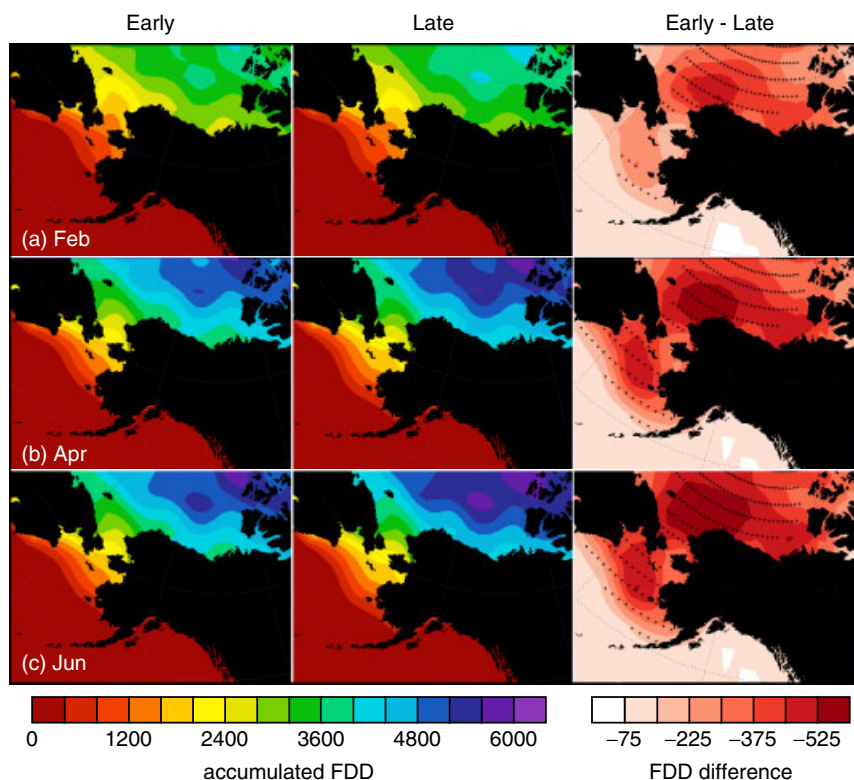 Early Late Early - Late
(a) Feb
(b) Apr
(c) Jun
0 1200 2400 3600 4800 6000 −75 −225 −375 −525
accumulated FDD FDD difference